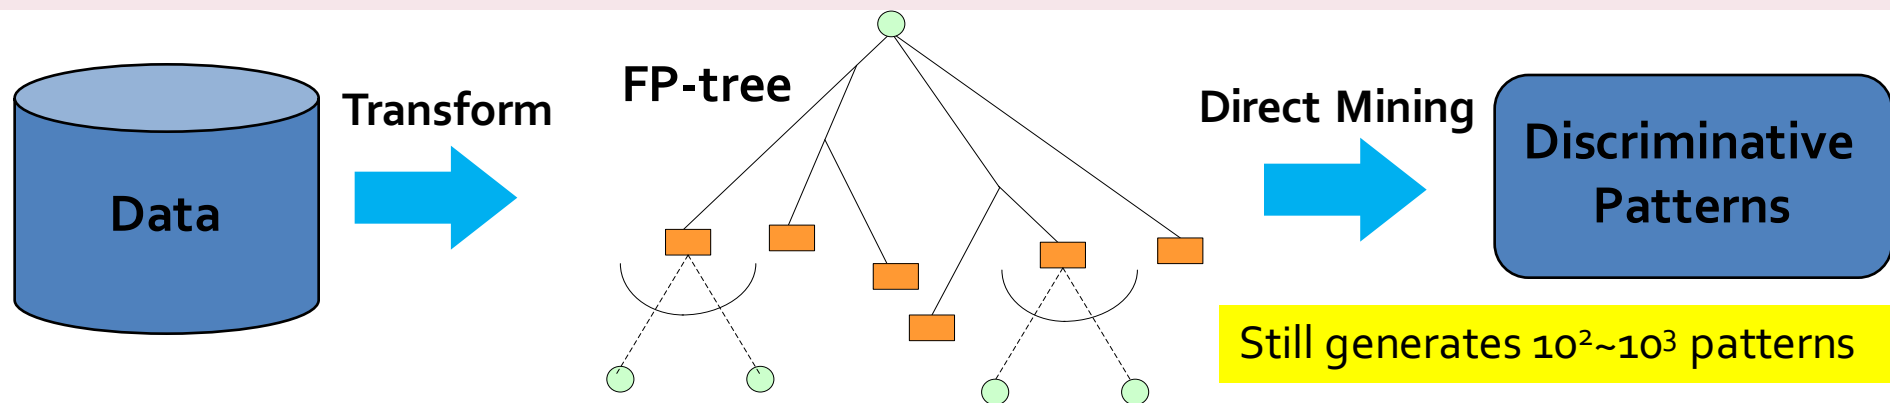 Data
Transform
FP-tree
Direct Mining
Discriminative
Patterns
Still generates 10²~10³ patterns